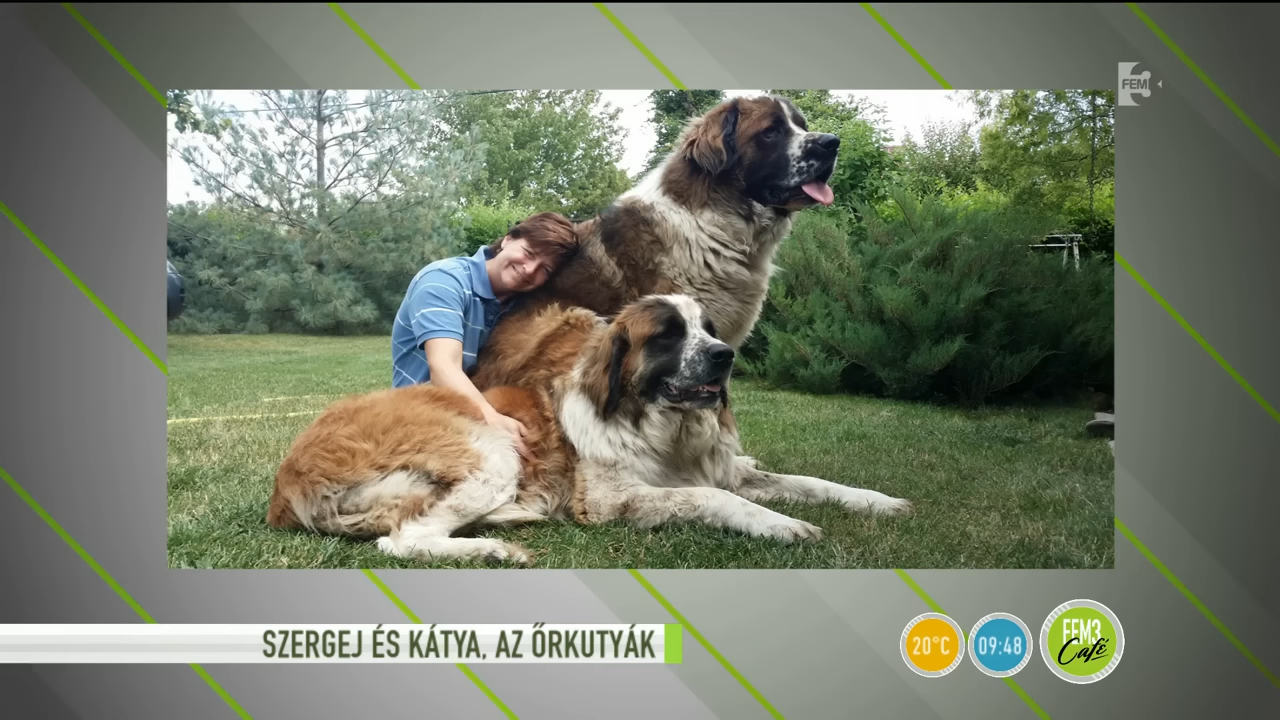 FEM3
SZERGEJ ÉS KÁTYA, AZ ŐRKUTYÁK
20°C
09:48
FEM3
Café